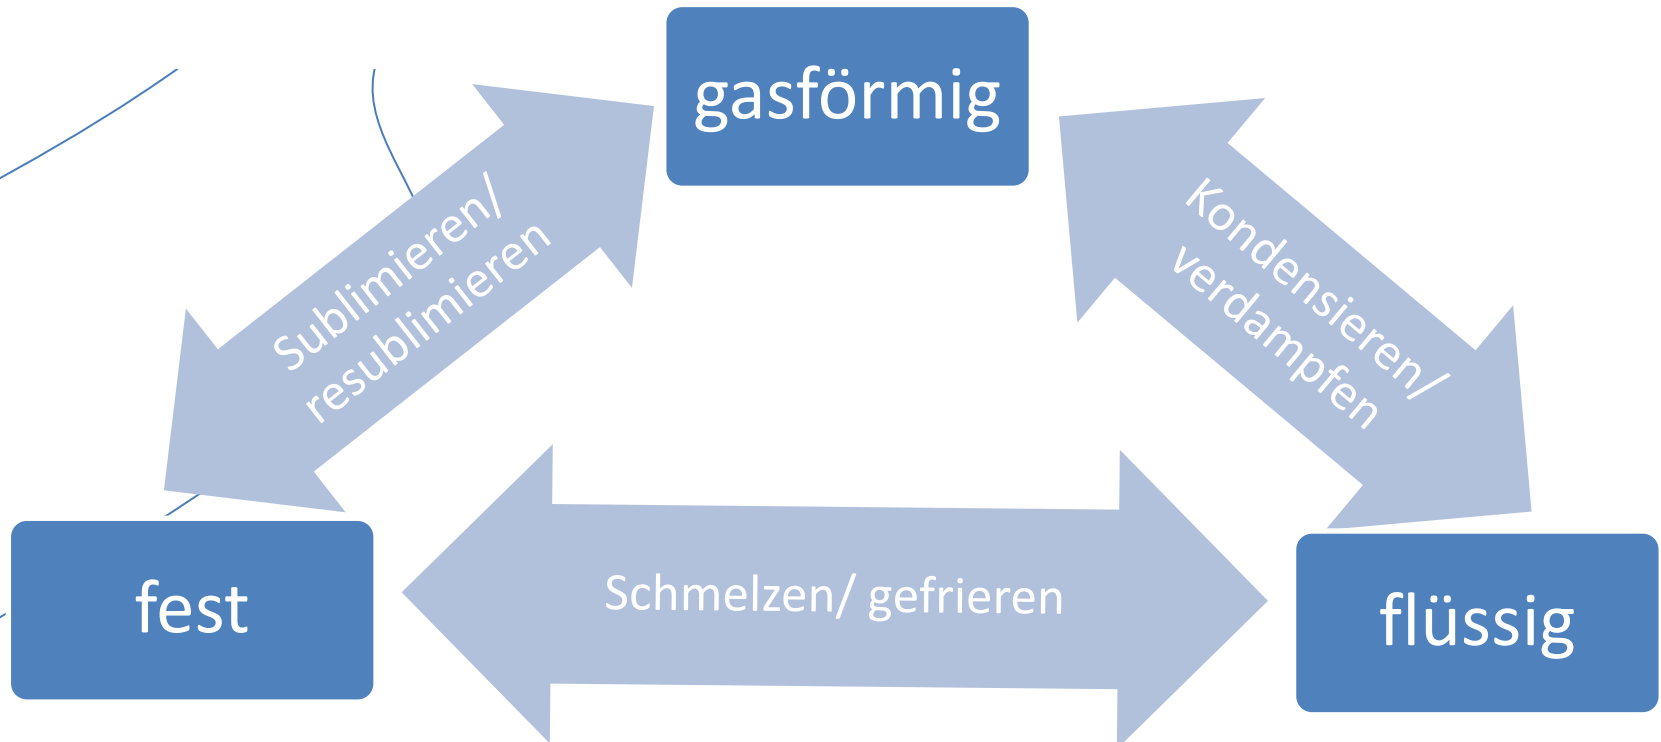 gasförmig
Sublimieren/
resublimieren
Kondensieren/
verdampfen
fest
Schmelzen/ gefrieren
flüssig